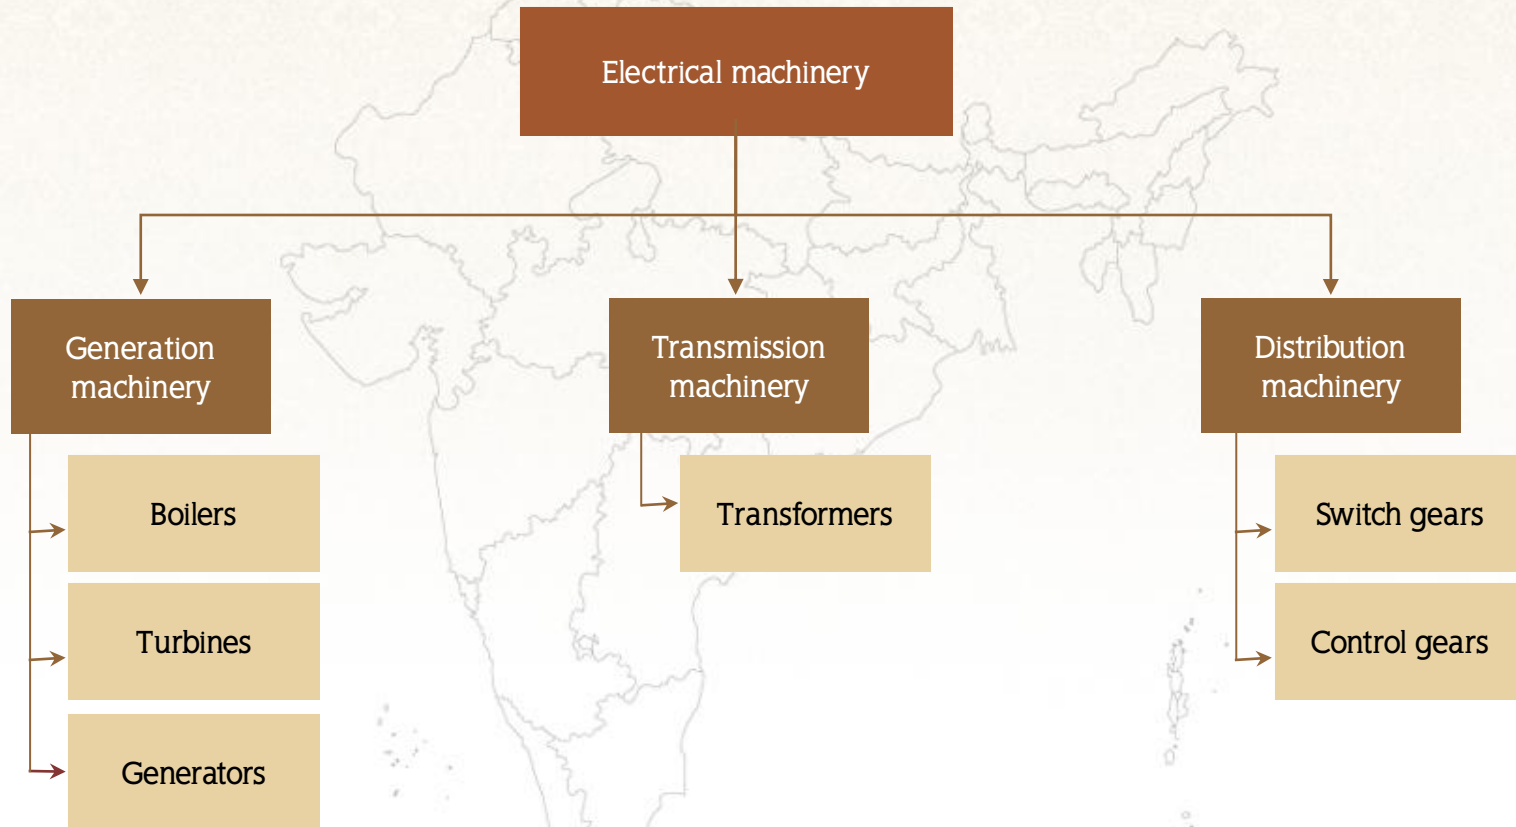 Electrical machinery
Generation
machinery
Transmission
machinery
Distribution
machinery
Boilers
Transformers
Switch gears
Turbines
Control gears
Generators